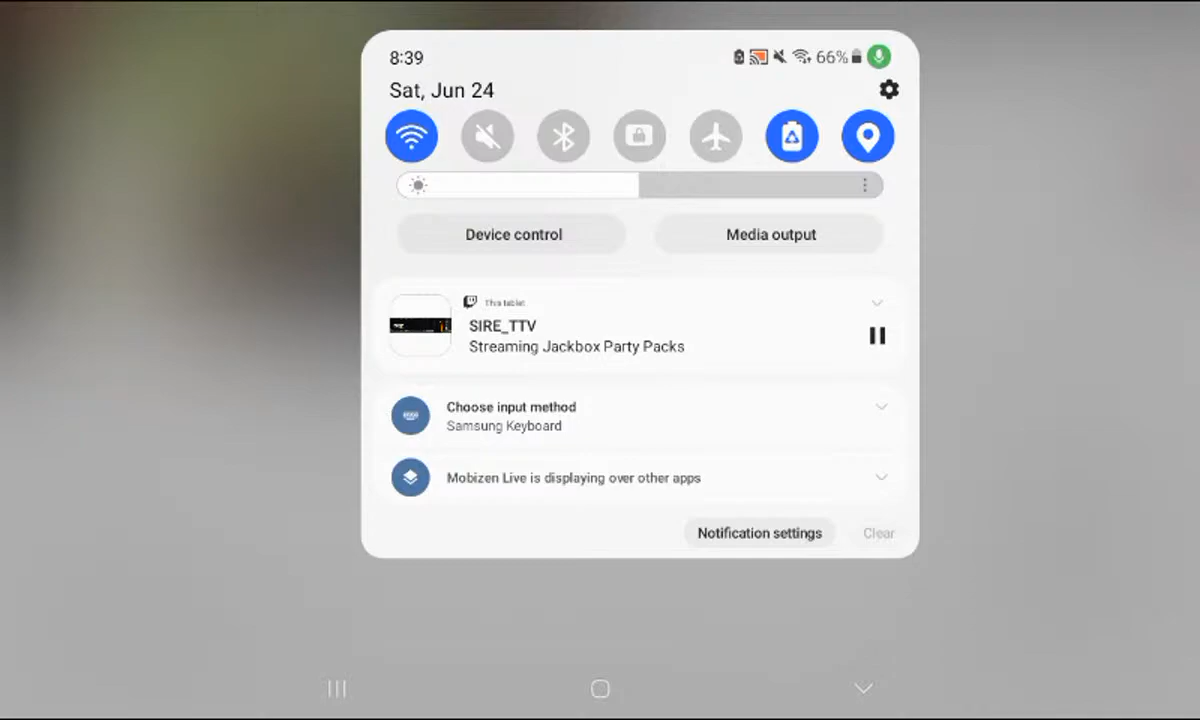 8:39
66%
Sat, Jun 24
Device control
Media output
This tablet
SIRE_TTV
Streaming Jackbox Party Packs
Choose input method
Samsung Keyboard
Mobizen Live is displaying over other apps
Notification settings
Clear